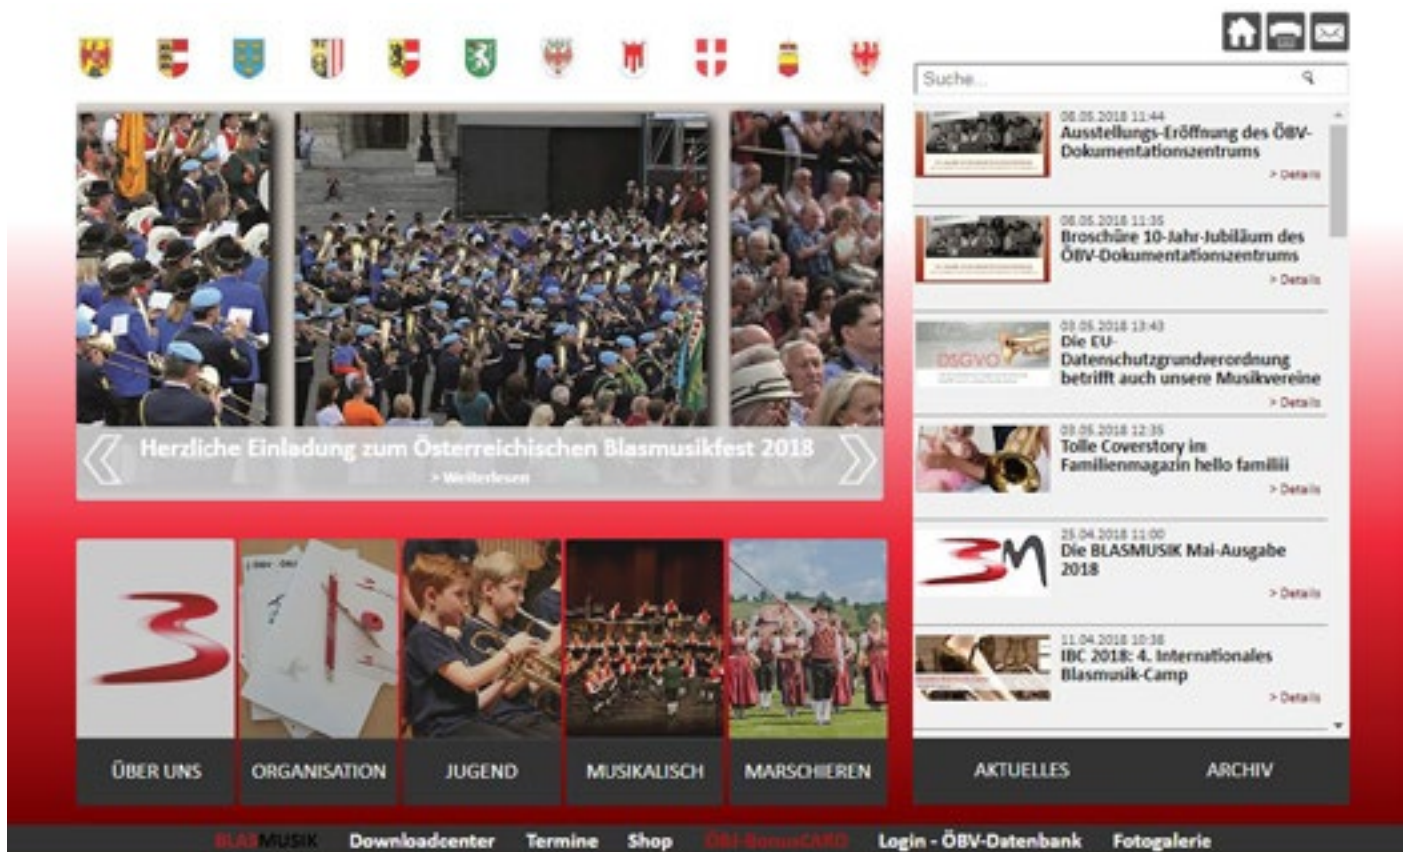 Suche...
06.05.2018 11:44
Ausstellungs-Eröffnung des ÖBV-
Dokumentationszentrums
> Details
06.05.2018 11:35
Broschüre 10-Jahr-Jubiläum des
ÖBV-Dokumentationszentrums
> Details
DSGVO
03.05.2018 13:43
Die EU-
Datenschutzgrundverordnung
betrifft auch unsere Musikvereine
> Details
03.05.2018 12:35
Tolle Coverstory im
Familienmagazin hello familiii
> Details
25.04.2018 11:00
Die BLASMUSIK Mai-Ausgabe
2018
> Details
11.04.2018 10:38
IBC 2018: 4. Internationales
Blasmusik-Camp
> Details
AKTUELLES
ARCHIV
Herzliche Einladung zum Österreichischen Blasmusikfest 2018
> Weiterlesen
ÜBER UNS
ORGANISATION
JUGEND
MUSIKALISCH
MARSCHIEREN
BLASMUSIK Downloadcenter Termine Shop ÖBJ-BonusCARD Login - ÖBV-Datenbank Fotogalerie